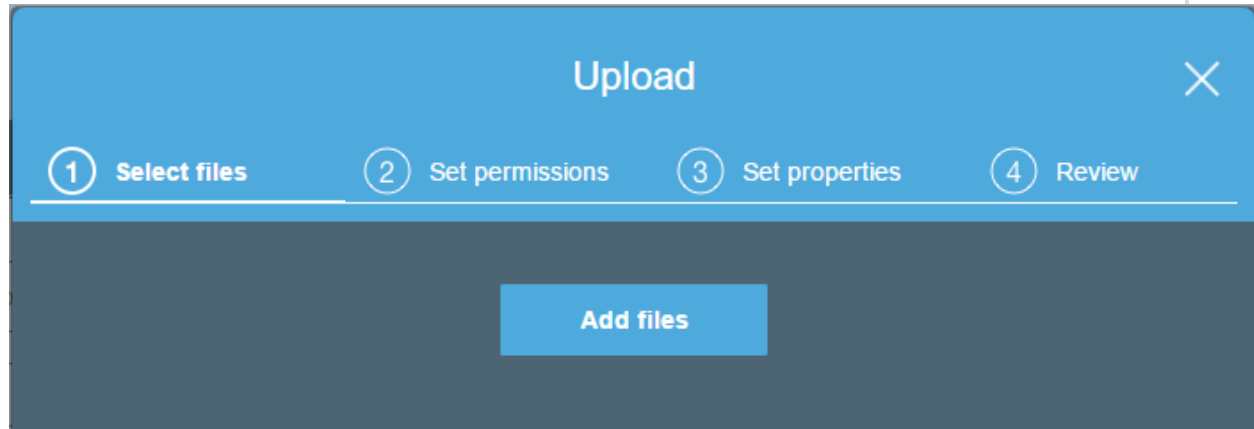 Upload
1 Select files 2 Set permissions 3 Set properties 4 Review
Add files